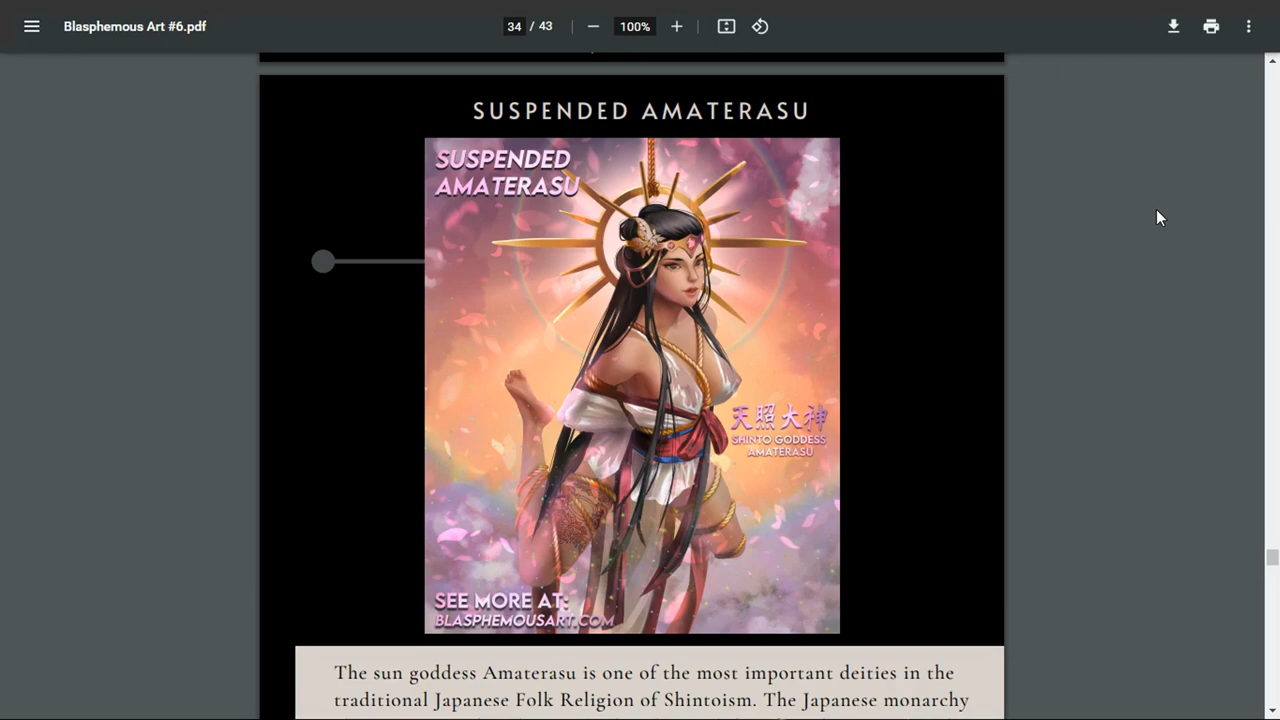 Blasphemous Art #6.pdf
34 / 43
100%
SUSPENDED AMATERASU
SUSPENDED
AMATERASU
天照大神
SHINTO GODDESS
AMATERASU
SEE MORE AT:
BLASPHEMOUSART.COM
The sun goddess Amaterasu is one of the most important deities in the
traditional Japanese Folk Religion of Shintoism. The Japanese monarchy